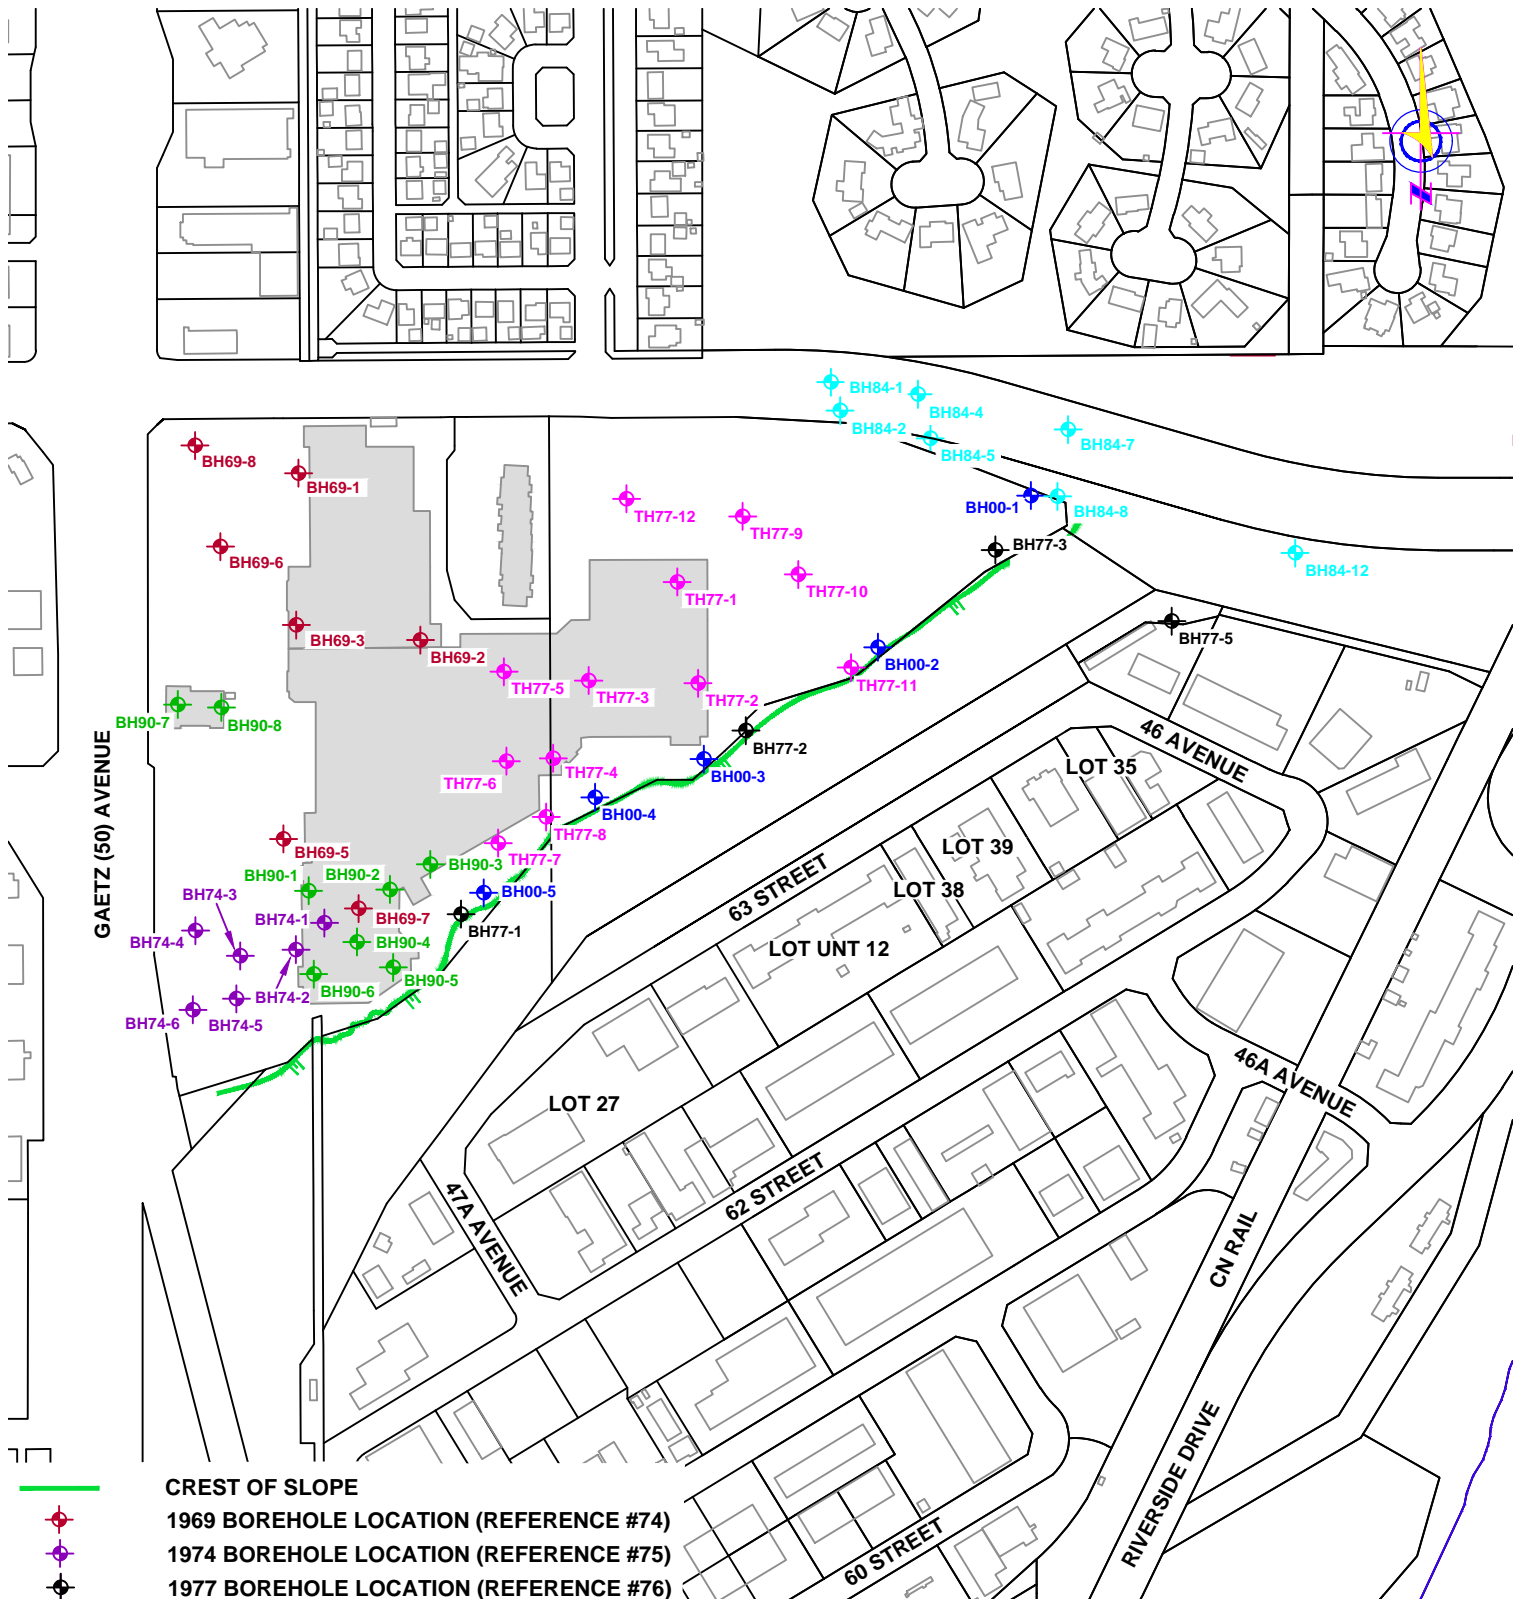 BH84-1
BH84-4
BH84-2
BH84-7
BH84-5
BH69-8
BH69-1
TH77-12
BH00-1
BH84-8
TH77-9
BH77-3
BH69-6
BH84-12
TH77-1
TH77-10
BH69-3
BH77-5
BH69-2
BH00-2
TH77-5
TH77-3
TH77-2
TH77-11
BH90-7
BH90-8
46 AVENUE
BH77-2
GAETZ (50) AVENUE
TH77-4
LOT 35
TH77-6
BH00-3
BH00-4
TH77-8
LOT 39
BH69-5
TH77-7
BH90-3
BH90-1
BH90-2
63 STREET
LOT 38
BH74-3
BH00-5
BH74-1
BH69-7
BH77-1
BH74-4
BH90-4
LOT UNT 12
BH90-5
BH74-2
BH90-6
BH74-6
BH74-5
46A AVENUE
LOT 27
62 STREET
47A AVENUE
CN RAIL
RIVERSIDE DRIVE
60 STREET
CREST OF SLOPE
1969 BOREHOLE LOCATION (REFERENCE #74)
1974 BOREHOLE LOCATION (REFERENCE #75)
1977 BOREHOLE LOCATION (REFERENCE #76)